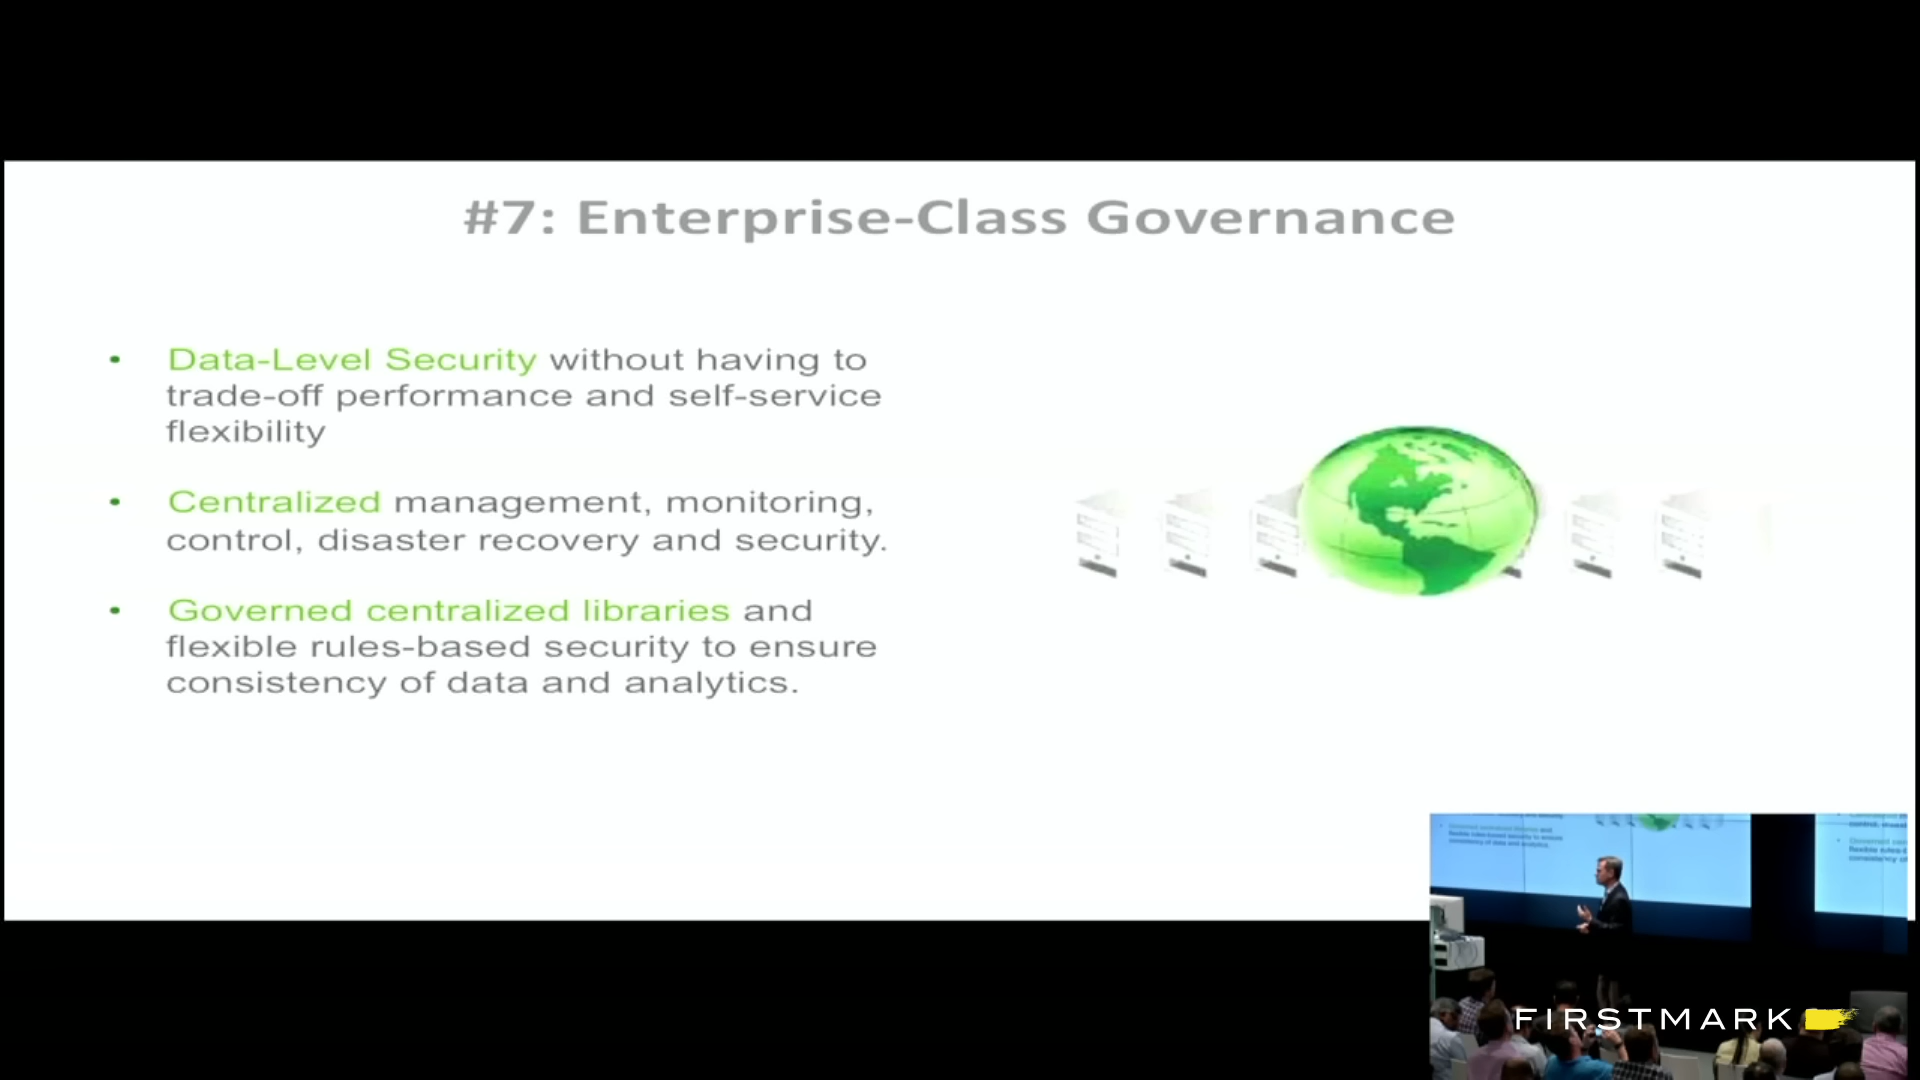 #7: Enterprise-Class Governance
• Data-Level Security without having to
trade-off performance and self-service
flexibility
• Centralized management, monitoring,
control, disaster recovery and security.
• Governed centralized libraries and
flexible rules-based security to ensure
consistency of data and analytics.
FIRSTMARK